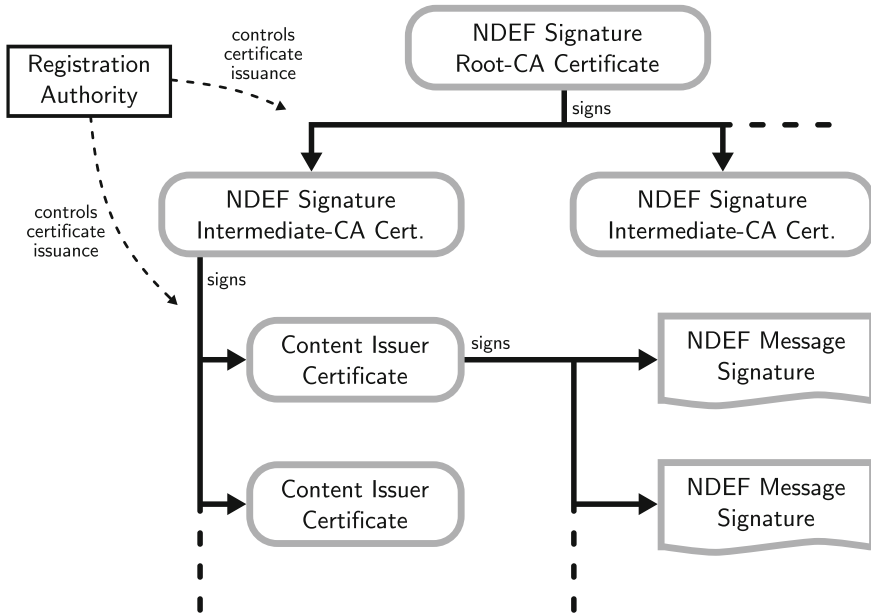 controls
certificate
issuance
NDEF Signature
Root-CA Certificate
Registration
Authority
signs
NDEF Signature
Intermediate-CA Cert.
NDEF Signature
Intermediate-CA Cert.
controls
certificate
issuance
signs
Content Issuer
Certificate
signs
NDEF Message
Signature
Content Issuer
Certificate
NDEF Message
Signature